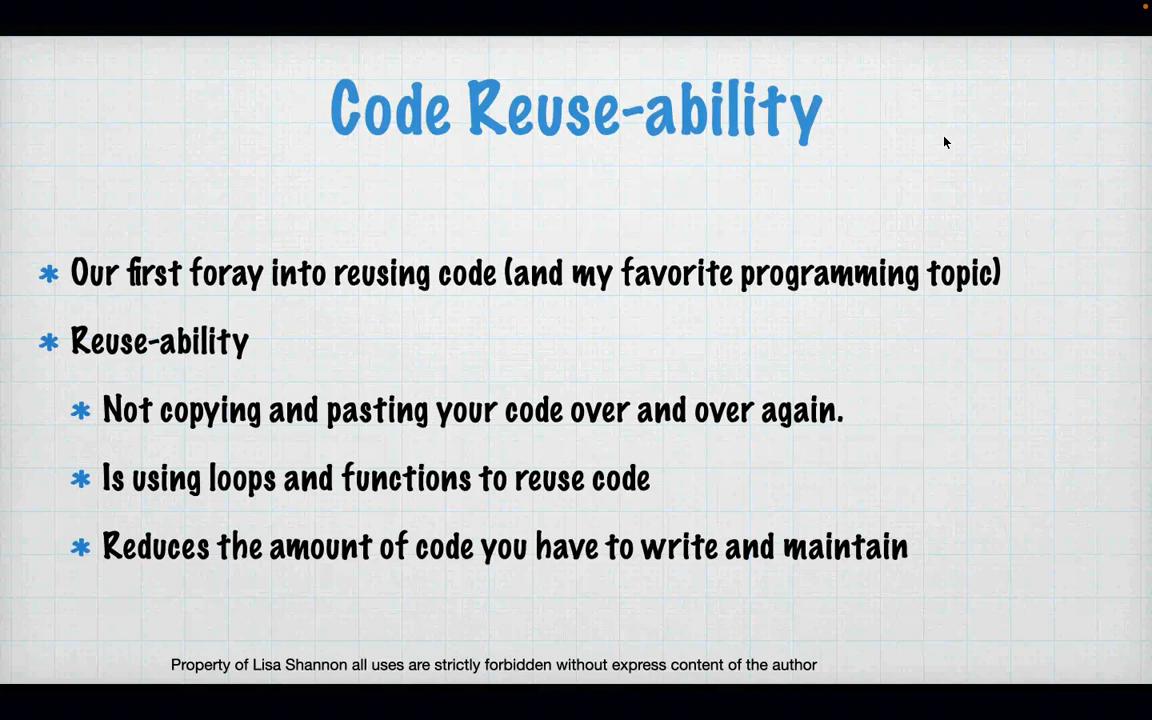 Code Reuse-ability
* Our first foray into reusing code (and my favorite programming topic)
* Reuse-ability
* Not copying and pasting your code over and over again.
* Is using loops and functions to reuse code
* Reduces the amount of code you have to write and maintain
Property of Lisa Shannon all uses are strictly forbidden without express content of the author